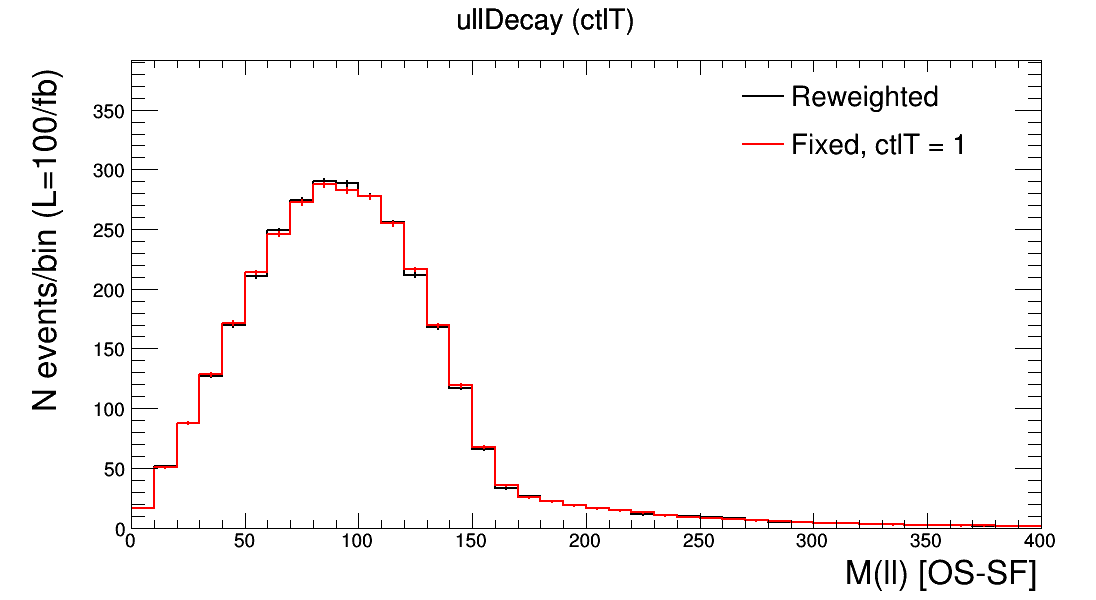 ullDecay (ctlT)
N events/bin (L=100/fb)
350
300
250
200
150
100
50
0
Reweighted
Fixed, ctlT = 1
0 50 100 150 200 250 300 350 400
M(ll) [OS-SF]